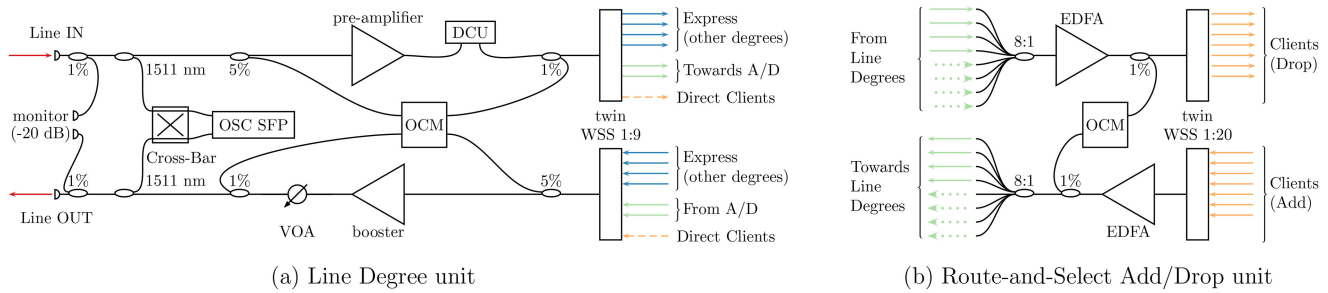 Line IN
1%
1511 nm
5%
pre-amplifier
DCU
1%
Express
(other degrees)
Towards A/D
Direct Clients
monitor
(-20 dB)
Cross-Bar
OSC SFP
OCM
twin
WSS 1:9
1%
1511 nm
1%
5%
Line OUT
VOA
booster
Express
(other degrees)
From A/D
Direct Clients
(a) Line Degree unit
From
Line
Degrees
8:1
EDFA
1%
Clients
(Drop)
OCM
twin
WSS 1:20
Towards
Line
Degrees
8:1
1%
EDFA
Clients
(Add)
(b) Route-and-Select Add/Drop unit